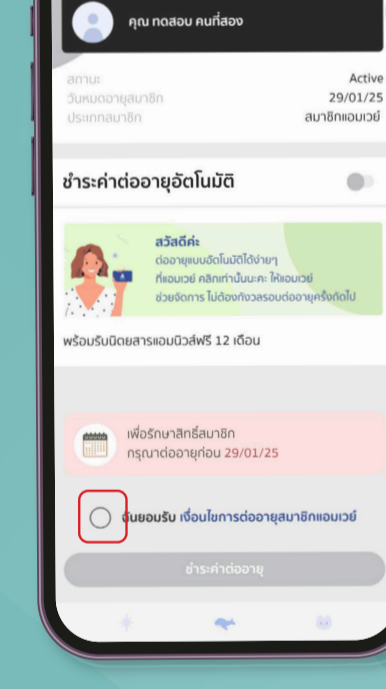 คุณ ทดสอบ คนที่สอง
สถานะ Active
วันหมดอายุสมาชิก 29/01/25
ประเภทสมาชิก สมาชิกแอมเวย์
ชำระค่าต่ออายุอัตโนมัติ
สวัสดีค่ะ
ต่ออายุแบบอัตโนมัติได้ง่ายๆ
ที่แอมเวย์ คลิกเท่านั้นนะคะ ให้แอมเวย์
ช่วยจัดการ ไม่ต้องกังวลรอบต่ออายุครั้งถัดไป
พร้อมรับนิตยสารแอมนิวส์ฟรี 12 เดือน
เพื่อรักษาสิทธิ์สมาชิก
กรุณาต่ออายุก่อน 29/01/25
ฉันยอมรับ เงื่อนไขการต่ออายุสมาชิกแอมเวย์
ชำระค่าต่ออายุ